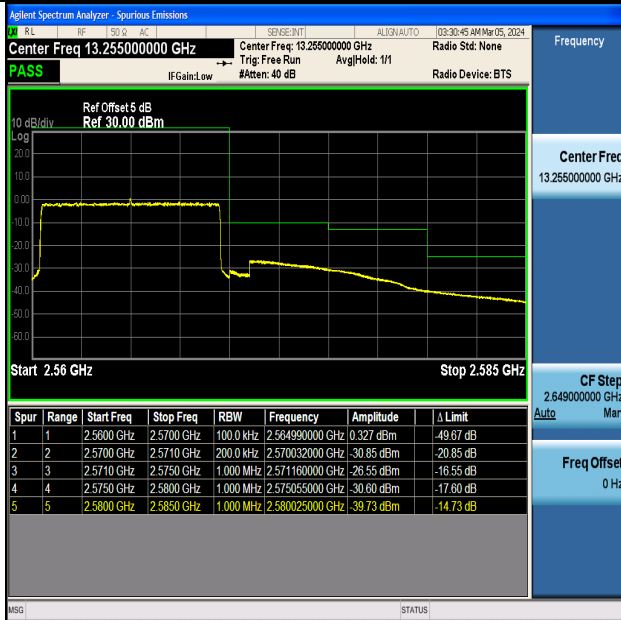 Agilent Spectrum Analyzer - Spurious Emissions
LXI RL RF 50 Ω AC SENSE:INT ALIGN AUTO 03:30:45 AM Mar 05, 2024
Center Freq 13.255000000 GHz Center Freq: 13.255000000 GHz Radio Std: None
Trig: Free Run Avg|Hold: 1/1
PASS IFGain:Low #Atten: 40 dB Radio Device: BTS
Ref Offset 5 dB
10 dB/div Ref 30.00 dBm
Log
20.0
10.0
0.00
-10.0
-20.0
-30.0
-40.0
-50.0
-60.0
Start 2.56 GHz Stop 2.585 GHz
Spur Range Start Freq Stop Freq RBW Frequency Amplitude Δ Limit
1 1 2.5600 GHz 2.5700 GHz 100.0 kHz 2.564990000 GHz 0.327 dBm -49.67 dB
2 2 2.5700 GHz 2.5710 GHz 200.0 kHz 2.570032000 GHz -30.85 dBm -20.85 dB
3 3 2.5710 GHz 2.5750 GHz 1.000 MHz 2.571160000 GHz -26.55 dBm -16.55 dB
4 4 2.5750 GHz 2.5800 GHz 1.000 MHz 2.575055000 GHz -30.60 dBm -17.60 dB
5 5 2.5800 GHz 2.5850 GHz 1.000 MHz 2.580025000 GHz -39.73 dBm -14.73 dB
MSG STATUS
Frequency
Center Freq
13.255000000 GHz
CF Step
2.649000000 GHz
Auto Man
Freq Offset
0 Hz